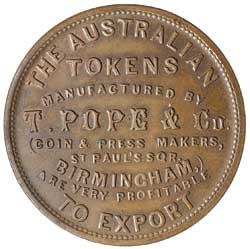 THE AUSTRALIAN
TOKENS
MANUFACTURED BY
T. POPE & Co.
(COIN & PRESS MAKERS,
ST PAUL'S SQR.
BIRMINGHAM,)
ARE VERY PROFITABLE
TO EXPORT